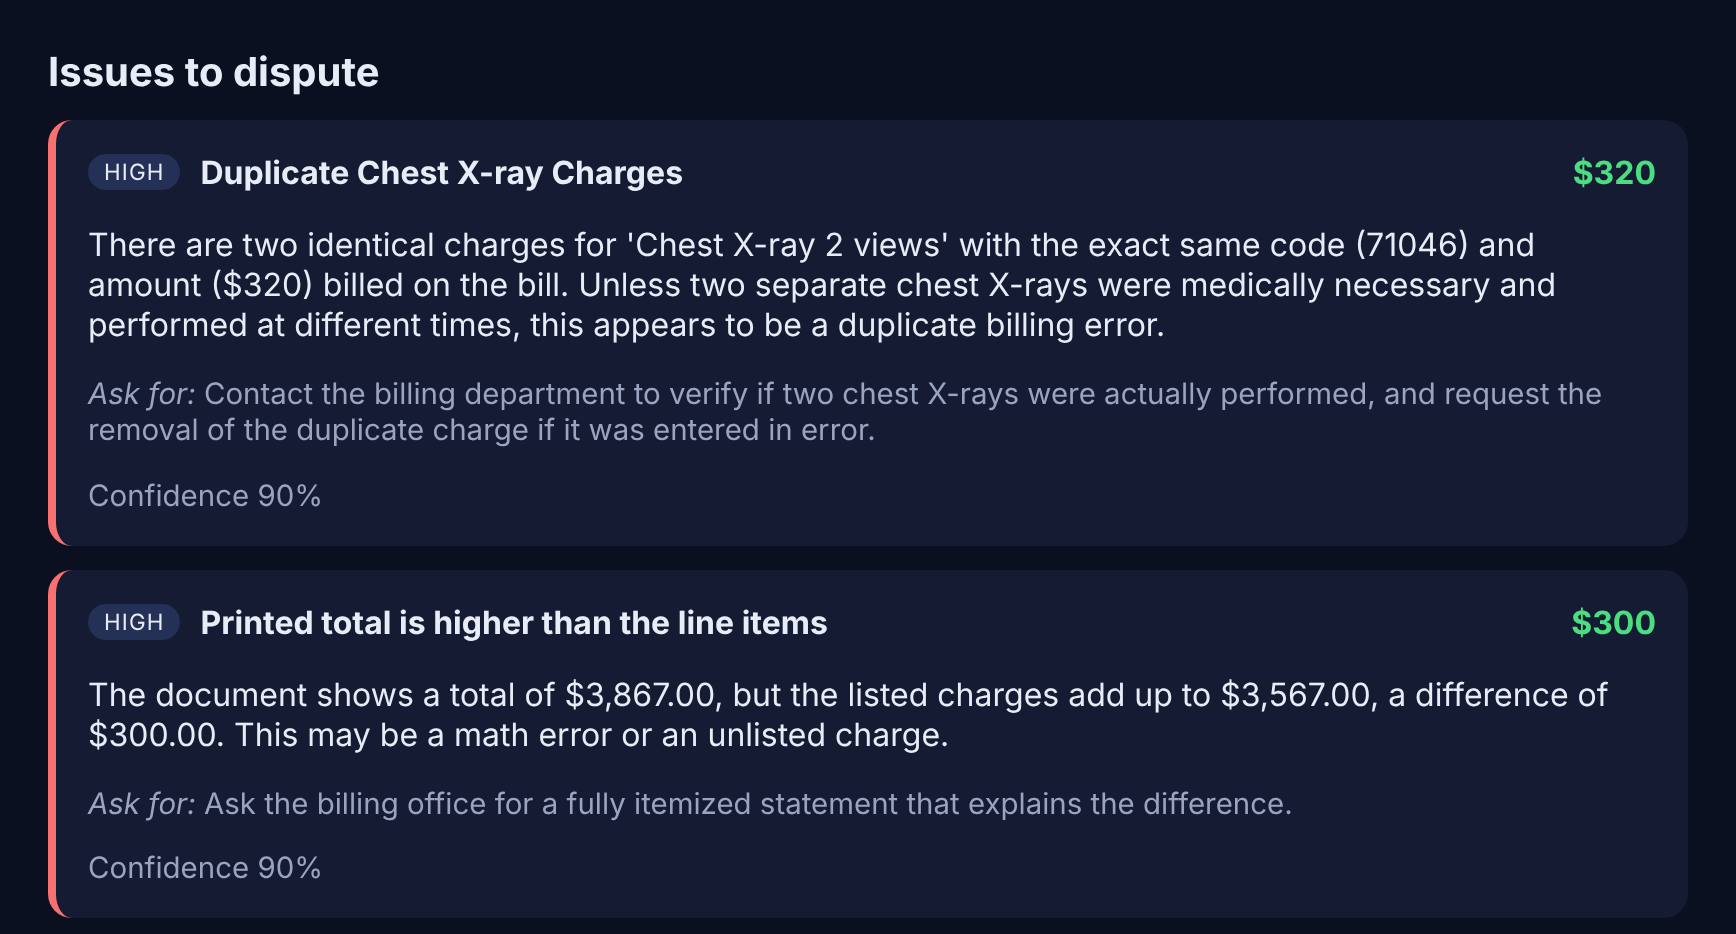 Issues to dispute
HIGH Duplicate Chest X-ray Charges $320
There are two identical charges for 'Chest X-ray 2 views' with the exact same code (71046) and
amount ($320) billed on the bill. Unless two separate chest X-rays were medically necessary and
performed at different times, this appears to be a duplicate billing error.
Ask for: Contact the billing department to verify if two chest X-rays were actually performed, and request the
removal of the duplicate charge if it was entered in error.
Confidence 90%
HIGH Printed total is higher than the line items $300
The document shows a total of $3,867.00, but the listed charges add up to $3,567.00, a difference of
$300.00. This may be a math error or an unlisted charge.
Ask for: Ask the billing office for a fully itemized statement that explains the difference.
Confidence 90%